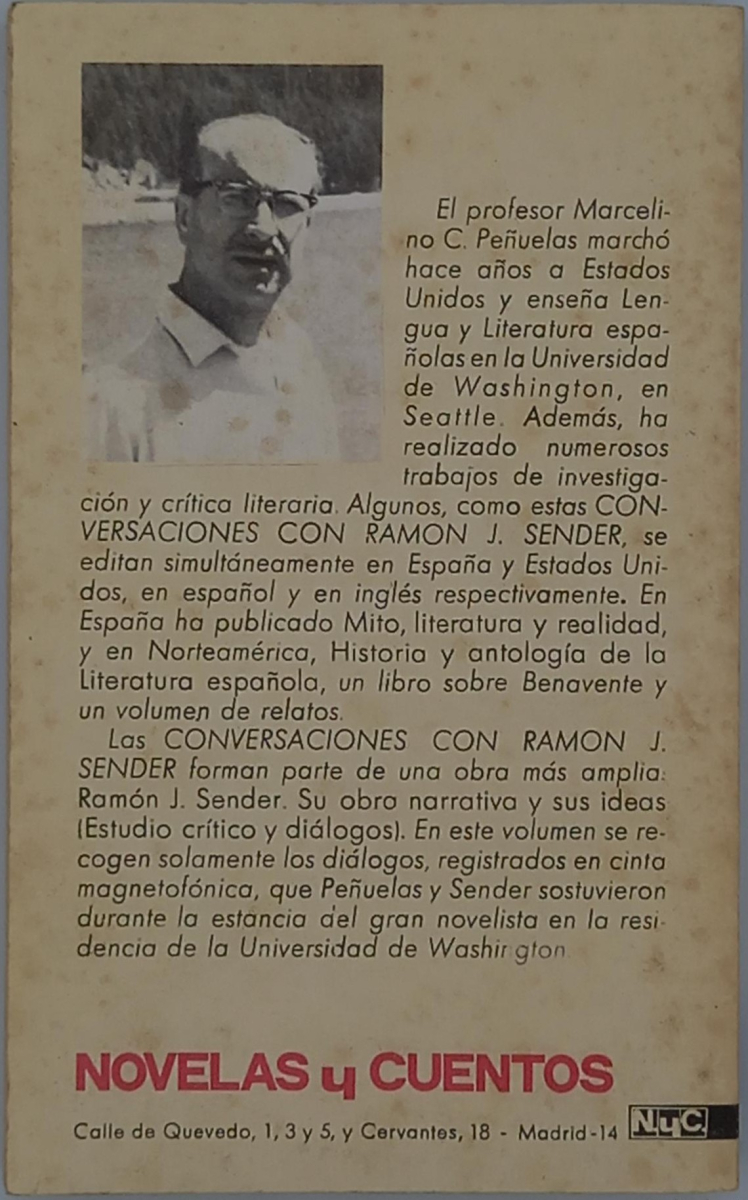 El profesor Marceli-
no C. Peñuelas marchó
hace años a Estados
Unidos y enseña Len-
gua y Literatura espa-
ñolas en la Universidad
de Washington, en
Seattle. Además, ha
realizado numerosos
trabajos de investiga-
ción y crítica literaria. Algunos, como estas CON-
VERSACIONES CON RAMON J. SENDER, se
editan simultáneamente en España y Estados Uni-
dos, en español y en inglés respectivamente. En
España ha publicado Mito, literatura y realidad,
y en Norteamérica, Historia y antología de la
Literatura española, un libro sobre Benavente y
un volumen de relatos.
Las CONVERSACIONES CON RAMON J.
SENDER forman parte de una obra más amplia:
Ramón J. Sender. Su obra narrativa y sus ideas
(Estudio crítico y diálogos). En este volumen se re-
cogen solamente los diálogos, registrados en cinta
magnetofónica, que Peñuelas y Sender sostuvieron
durante la estancia del gran novelista en la resi-
dencia de la Universidad de Washington
NOVELAS y CUENTOS
Calle de Quevedo, 1, 3 y 5, y Cervantes, 18 - Madrid-14
NyC